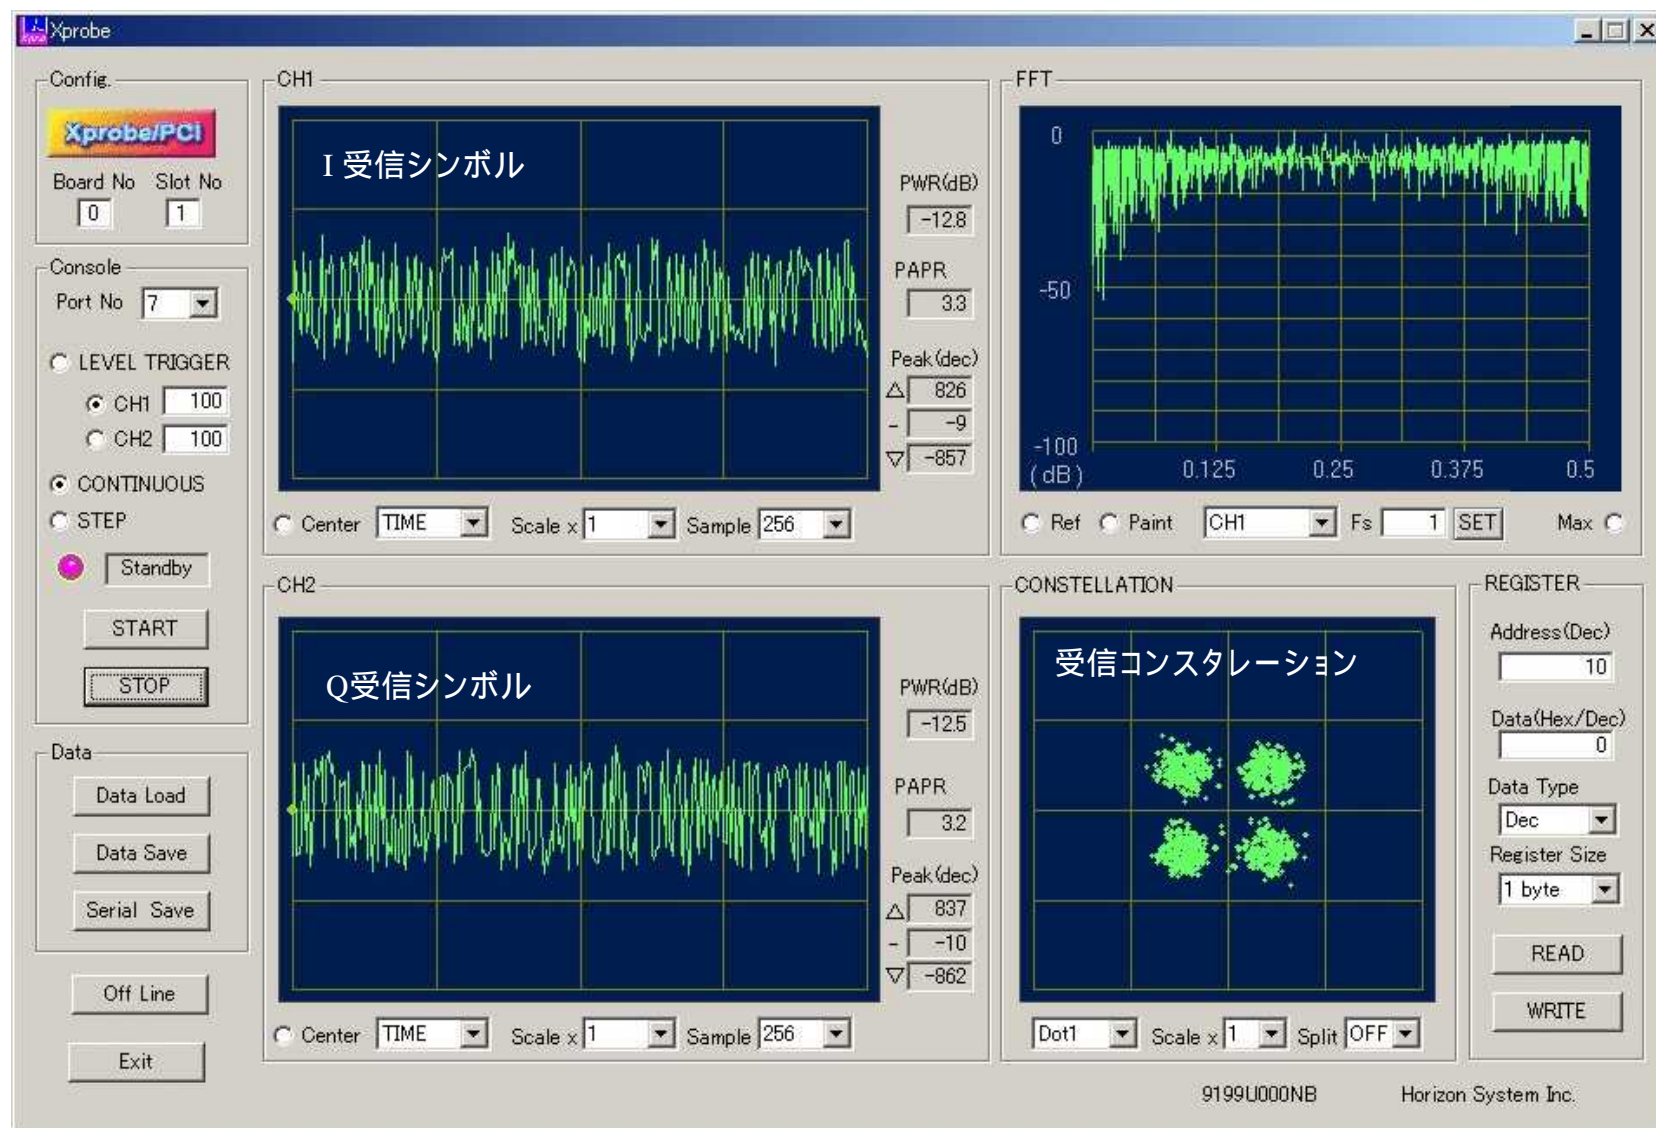 Xprobe
Config.
Xprobe/PCI
Board No Slot No
0 1
Console
Port No 7
LEVEL TRIGGER
CH1 100
CH2 100
CONTINUOUS
STEP
Standby
START
STOP
Data
Data Load
Data Save
Serial Save
Off Line
Exit
CH1
I 受信シンボル
PWR(dB)
-12.8
PAPR
3.3
Peak(dec)
△ 826
- -9
▽ -857
Center TIME Scale x 1 Sample 256
FFT
0
-50
-100
(dB)
0.125 0.25 0.375 0.5
Ref Paint CH1 Fs 1 SET Max
CH2
Q受信シンボル
PWR(dB)
-12.5
PAPR
3.2
Peak(dec)
△ 837
- -10
▽ -862
Center TIME Scale x 1 Sample 256
CONSTELLATION
受信コンスタレーション
Dot1 Scale x 1 Split OFF
REGISTER
Address(Dec)
10
Data(Hex/Dec)
0
Data Type
Dec
Register Size
1 byte
READ
WRITE
9199U000NB Horizon System Inc.